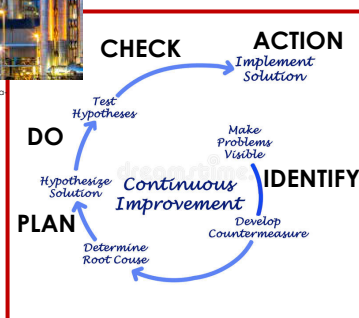 CHECK
ACTION
Implement
Solution
Test
Hypotheses
Make
Problems
Visible
DO
Hypothesize
Solution
Continuous
Improvement
IDENTIFY
PLAN
Develop
Countermeasure
Determine
Root Couse